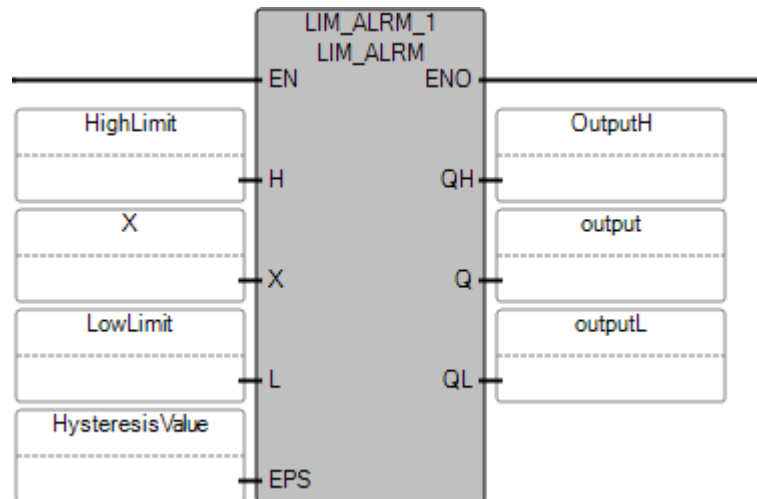 LIM_ALRM_1
LIM_ALRM
EN ENO
HighLimit OutputH
H QH
X output
X Q
LowLimit outputL
L QL
HysteresisValue
EPS